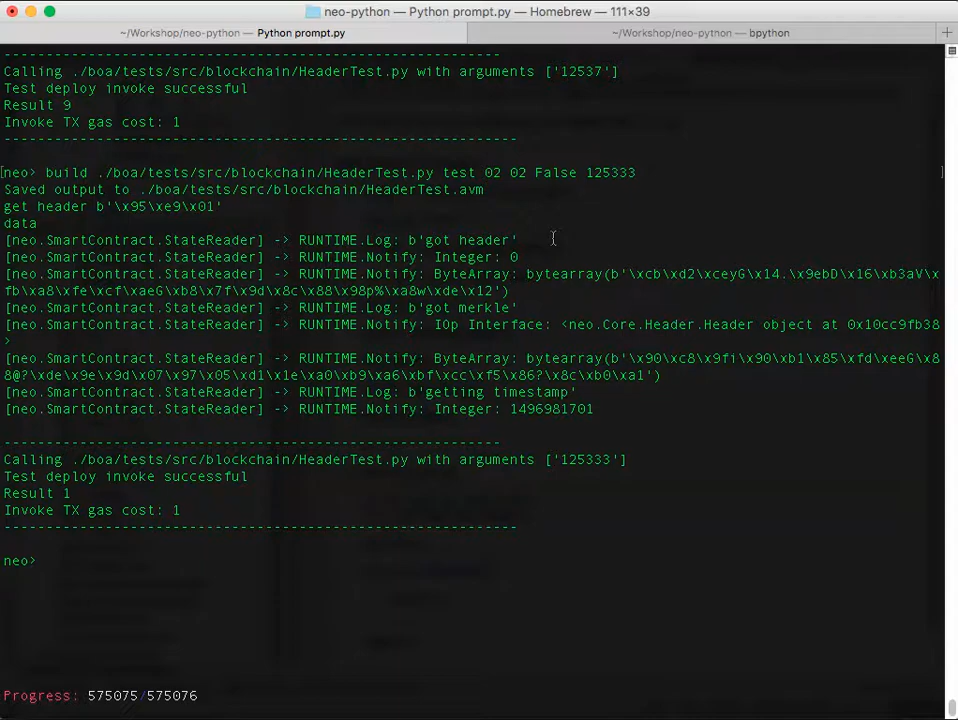 neo-python — Python prompt.py — Homebrew — 111×39
~/Workshop/neo-python — Python prompt.py
~/Workshop/neo-python — bpython
+
---------------------------------------------------------
Calling ./boa/tests/src/blockchain/HeaderTest.py with arguments ['12537']
Test deploy invoke successful
Result 9
Invoke TX gas cost: 1
-----------------------------------------------------------
[neo> build ./boa/tests/src/blockchain/HeaderTest.py test 02 02 False 125333 ]
Saved output to ./boa/tests/src/blockchain/HeaderTest.avm
get header b'\x95\xe9\x01'
data
[neo.SmartContract.StateReader] -> RUNTIME.Log: b'got header'
[neo.SmartContract.StateReader] -> RUNTIME.Notify: Integer: 0
[neo.SmartContract.StateReader] -> RUNTIME.Notify: ByteArray: bytearray(b'\xcb\xd2\xceyG\x14.\x9ebD\x16\xb3aV\x
fb\xa8\xfe\xcf\xaeG\xb8\x7f\x9d\x8c\x88\x98p%\xa8w\xde\x12')
[neo.SmartContract.StateReader] -> RUNTIME.Log: b'got merkle'
[neo.SmartContract.StateReader] -> RUNTIME.Notify: IOp Interface: <neo.Core.Header.Header object at 0x10cc9fb38
>
[neo.SmartContract.StateReader] -> RUNTIME.Notify: ByteArray: bytearray(b'\x90\xc8\x9fi\x90\xb1\x85\xfd\xeeG\x8
8@?\xde\x9e\x9d\x07\x97\x05\xd1\x1e\xa0\xb9\xa6\xbf\xcc\xf5\x86?\x8c\xb0\xa1')
[neo.SmartContract.StateReader] -> RUNTIME.Log: b'getting timestamp'
[neo.SmartContract.StateReader] -> RUNTIME.Notify: Integer: 1496981701
---------------------------------------------------------
Calling ./boa/tests/src/blockchain/HeaderTest.py with arguments ['125333']
Test deploy invoke successful
Result 1
Invoke TX gas cost: 1
-----------------------------------------------------------
neo>
Progress: 575075/575076